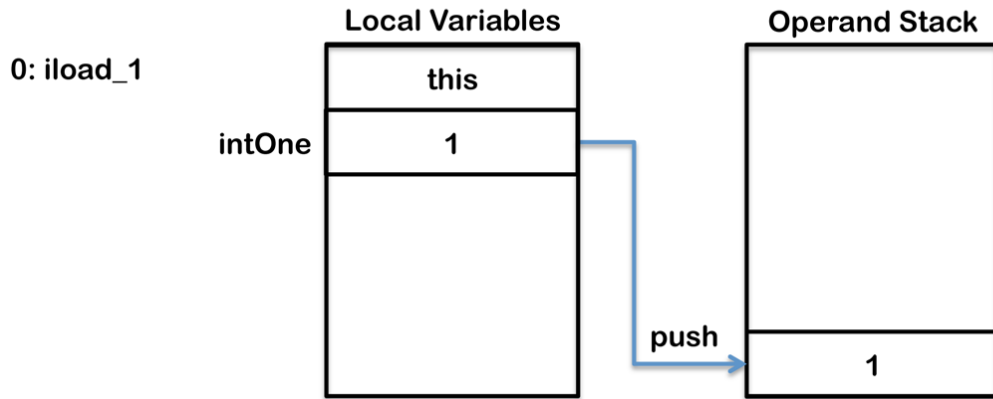 Local Variables
Operand Stack
0: iload_1
this
intOne
1
push
1